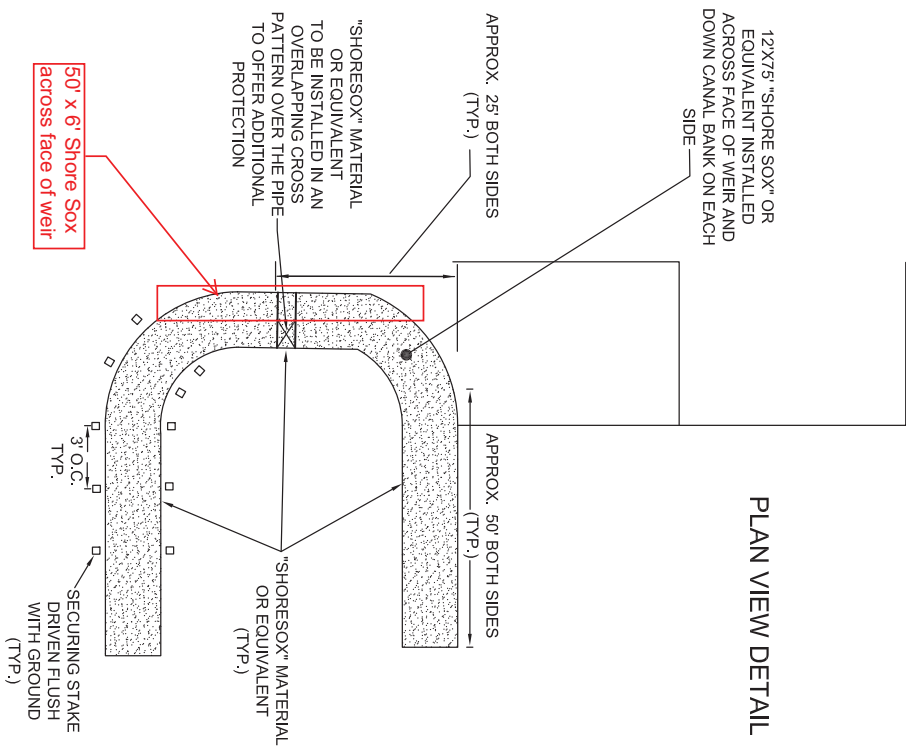 PLAN VIEW DETAIL
12'X75' "SHORE SOX" OR
EQUIVALENT INSTALLED
ACROSS FACE OF WEIR AND
DOWN CANAL BANK ON EACH
SIDE
APPROX. 25' BOTH SIDES
(TYP.)
"SHORESOX" MATERIAL
OR EQUIVALENT
TO BE INSTALLED IN AN
OVERLAPPING CROSS
PATTERN OVER THE PIPE
TO OFFER ADDITIONAL
PROTECTION
50' x 6' Shore Sox
across face of weir
APPROX. 50' BOTH SIDES
(TYP.)
"SHORESOX" MATERIAL
OR EQUIVALENT
(TYP.)
3' O.C.
TYP.
SECURING STAKE
DRIVEN FLUSH
WITH GROUND
(TYP.)